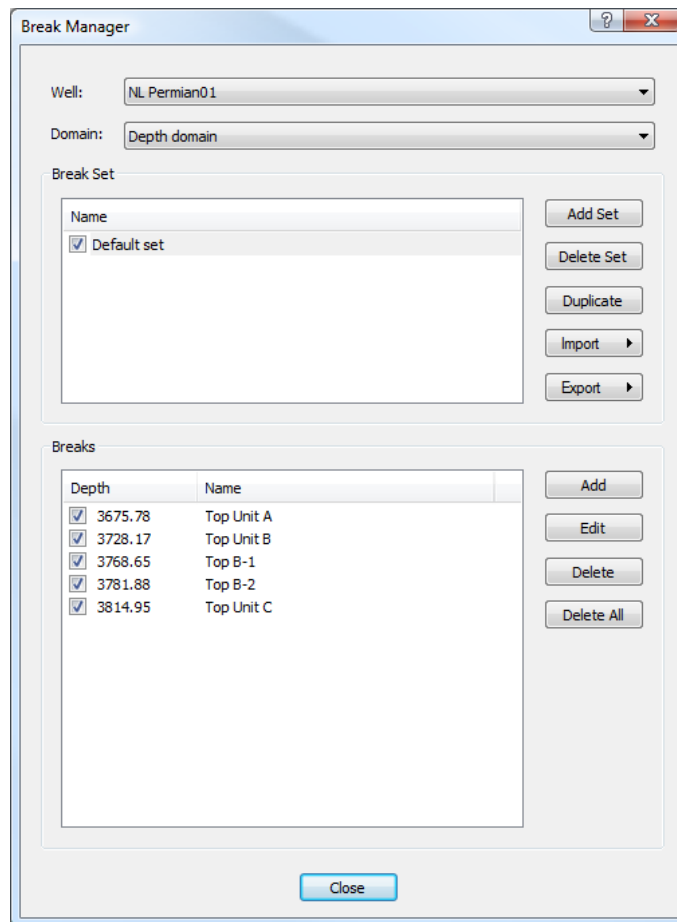 Break Manager
Well: NL Permian01
Domain: Depth domain
Break Set
Name
Default set
Add Set
Delete Set
Duplicate
Import
Export
Breaks
Depth Name
3675.78 Top Unit A
3728.17 Top Unit B
3768.65 Top B-1
3781.88 Top B-2
3814.95 Top Unit C
Add
Edit
Delete
Delete All
Close